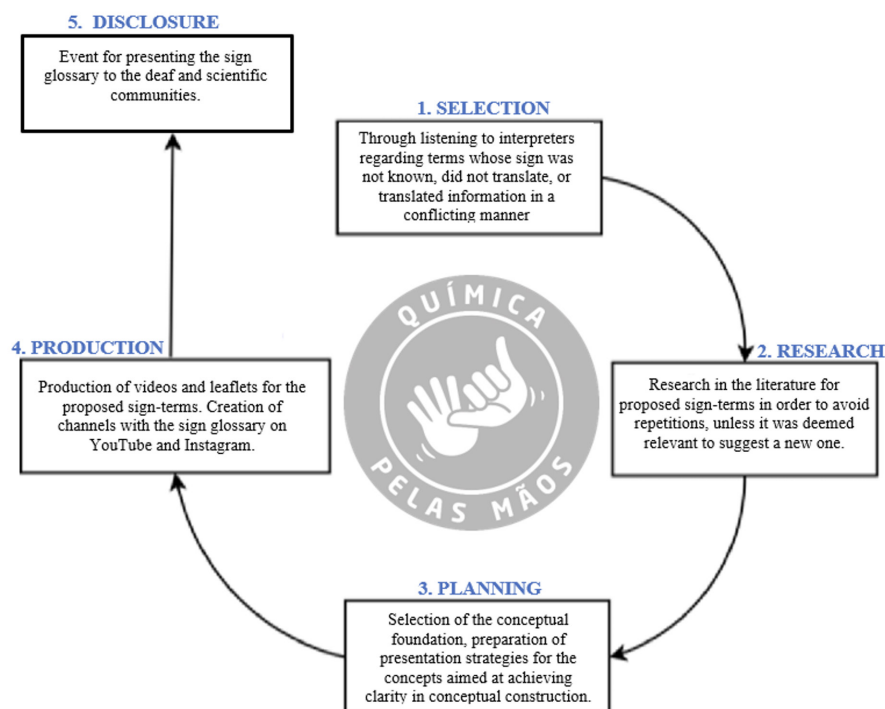 5. DISCLOSURE
Event for presenting the sign
glossary to the deaf and scientific
communities.
1. SELECTION
Through listening to interpreters
regarding terms whose sign was
not known, did not translate, or
translated information in a
conflicting manner
QUÍMICA
PELAS MÃOS
4. PRODUCTION
Production of videos and leaflets for the
proposed sign-terms. Creation of
channels with the sign glossary on
YouTube and Instagram.
2. RESEARCH
Research in the literature for
proposed sign-terms in order to avoid
repetitions, unless it was deemed
relevant to suggest a new one.
3. PLANNING
Selection of the conceptual
foundation, preparation of
presentation strategies for the
concepts aimed at achieving
clarity in conceptual construction.